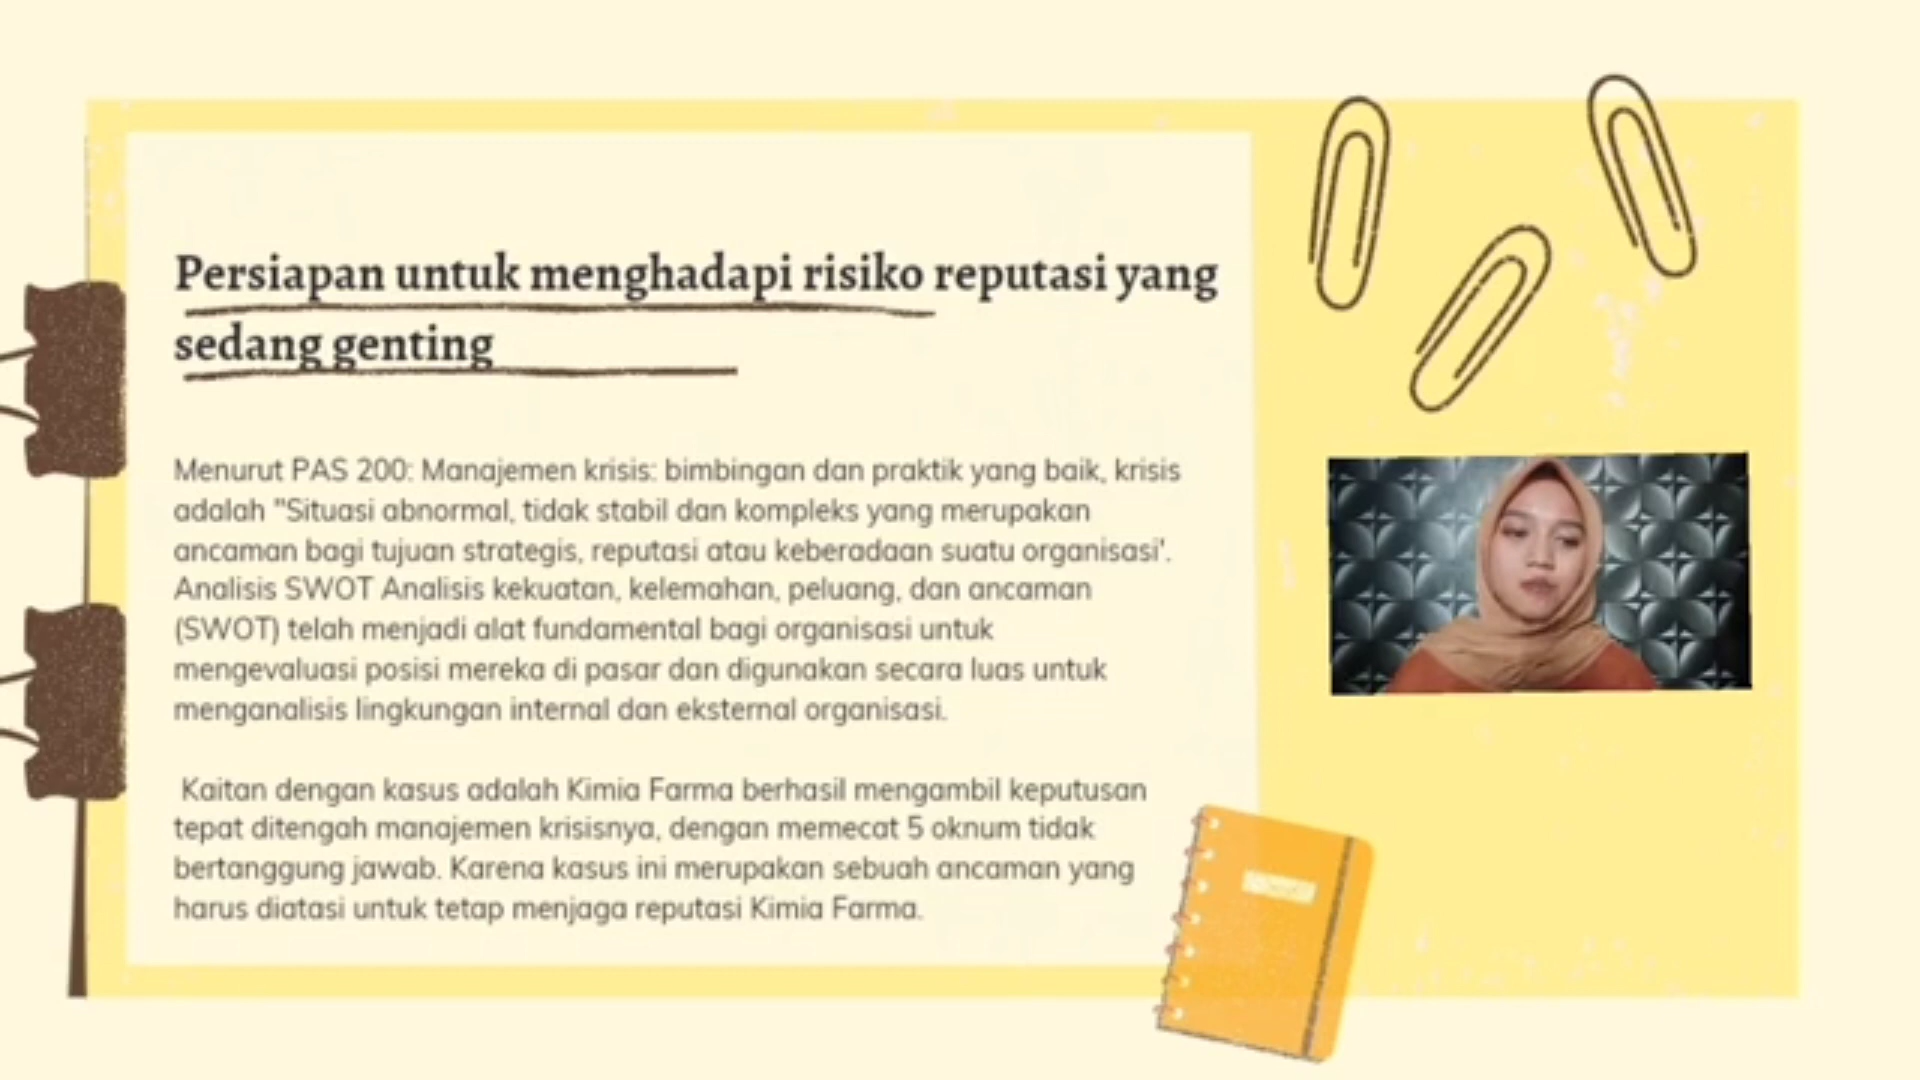 Persiapan untuk menghadapi risiko reputasi yang
sedang genting
Menurut PAS 200: Manajemen krisis: bimbingan dan praktik yang baik, krisis
adalah "Situasi abnormal, tidak stabil dan kompleks yang merupakan
ancaman bagi tujuan strategis, reputasi atau keberadaan suatu organisasi'.
Analisis SWOT Analisis kekuatan, kelemahan, peluang, dan ancaman
(SWOT) telah menjadi alat fundamental bagi organisasi untuk
mengevaluasi posisi mereka di pasar dan digunakan secara luas untuk
menganalisis lingkungan internal dan eksternal organisasi.
Kaitan dengan kasus adalah Kimia Farma berhasil mengambil keputusan
tepat ditengah manajemen krisisnya, dengan memecat 5 oknum tidak
bertanggung jawab. Karena kasus ini merupakan sebuah ancaman yang
harus diatasi untuk tetap menjaga reputasi Kimia Farma.